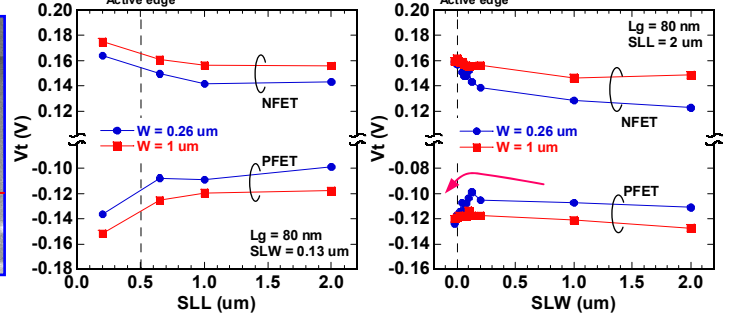 Active edge
0.20
0.18
0.16
0.14
0.12
-0.10
-0.12
-0.14
-0.16
-0.18
Vt (V)
NFET
W = 0.26 um
W = 1 um
PFET
Lg = 80 nm
SLW = 0.13 um
0.0 0.5 1.0 1.5 2.0
SLL (um)
Active edge
0.20
0.18
0.16
0.14
0.12
-0.08
-0.10
-0.12
-0.14
-0.16
Vt (V)
Lg = 80 nm
SLL = 2 um
NFET
W = 0.26 um
W = 1 um
PFET
0.0 0.5 1.0 1.5 2.0
SLW (um)